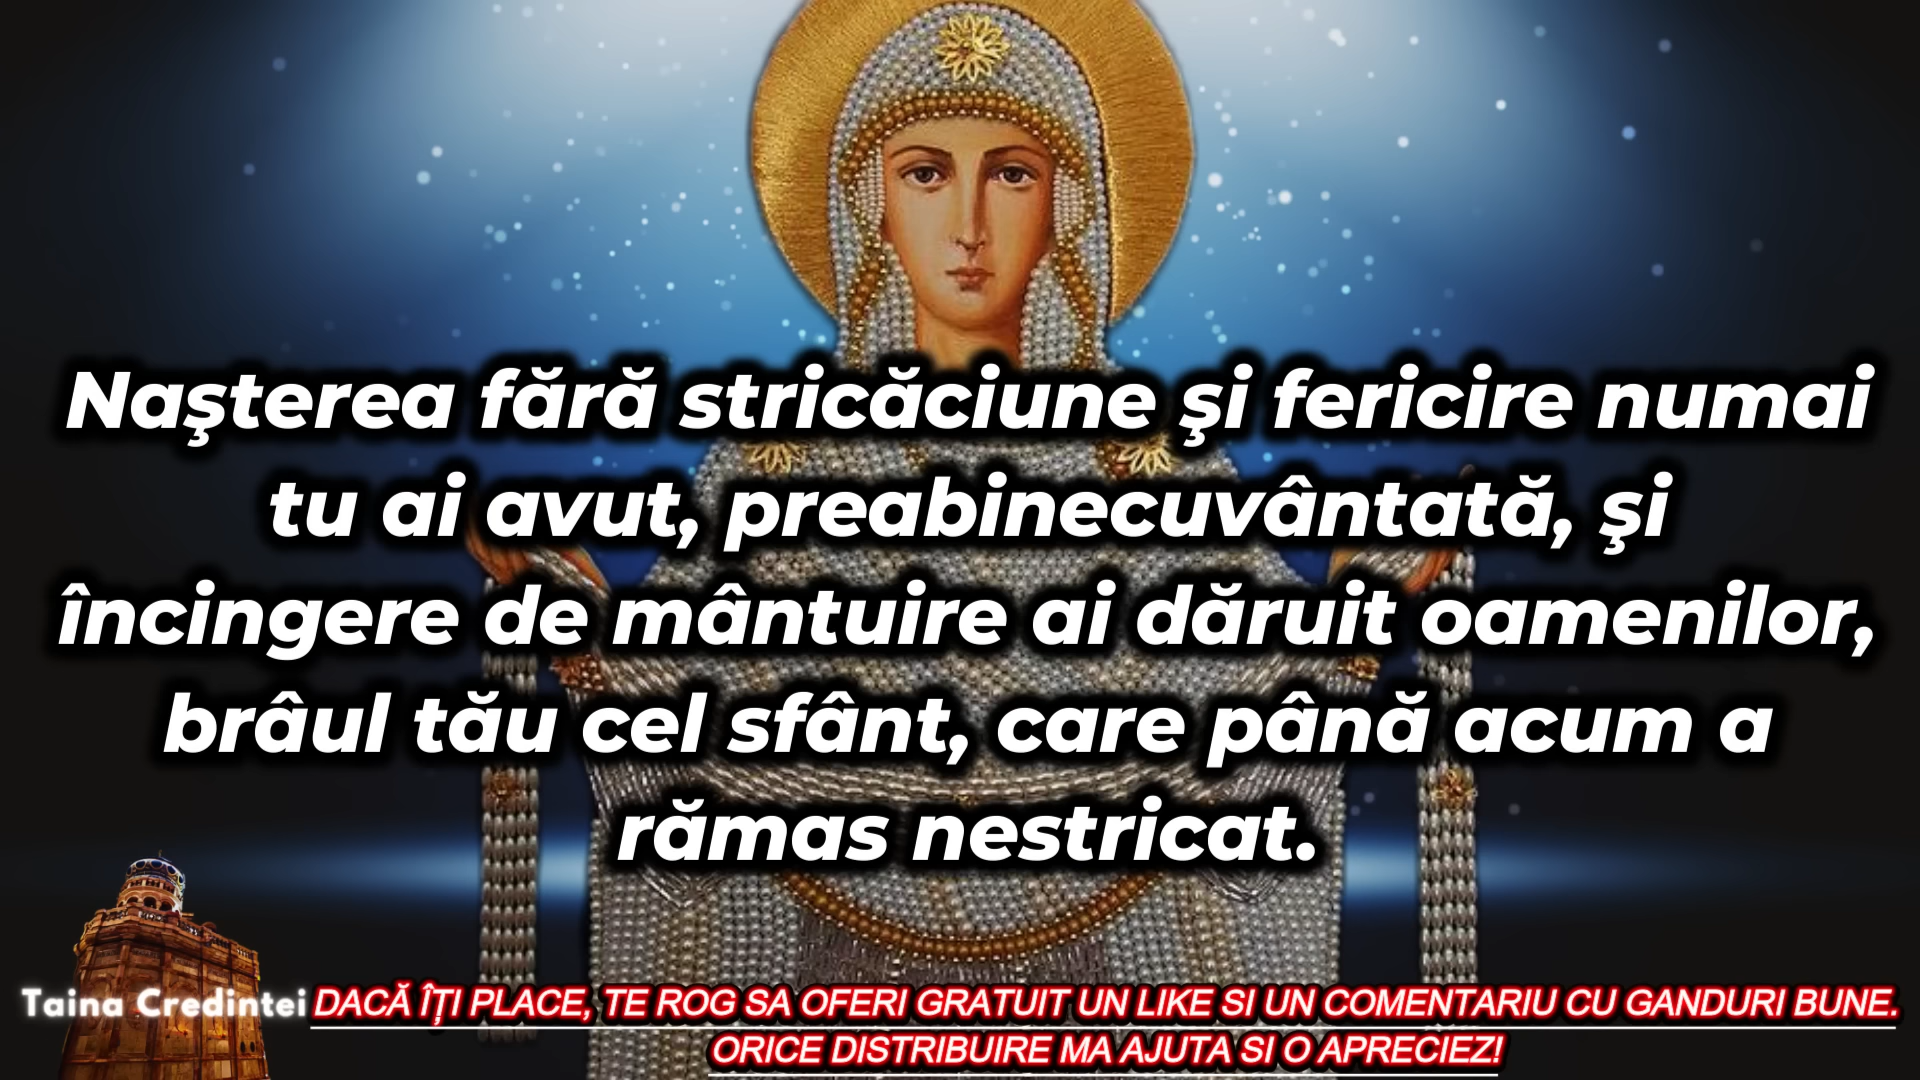 Naşterea fără stricăciune şi fericire numai
tu ai avut, preabinecuvântată, şi
încingere de mântuire ai dăruit oamenilor,
brâul tău cel sfânt, care până acum a
rămas nestricat.
Taina Credintei
DACĂ ÎȚI PLACE, TE ROG SA OFERI GRATUIT UN LIKE SI UN COMENTARIU CU GANDURI BUNE.
ORICE DISTRIBUIRE MA AJUTA SI O APRECIEZ!